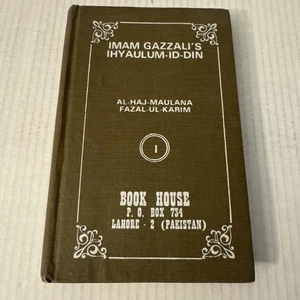 IMAM GAZZALI'S
IHYAULUM-ID-DIN
AL-HAJ-MAULANA
FAZAL-UL-KARIM
I
BOOK HOUSE
P. O. BOX 734
LAHORE - 2 (PAKISTAN)